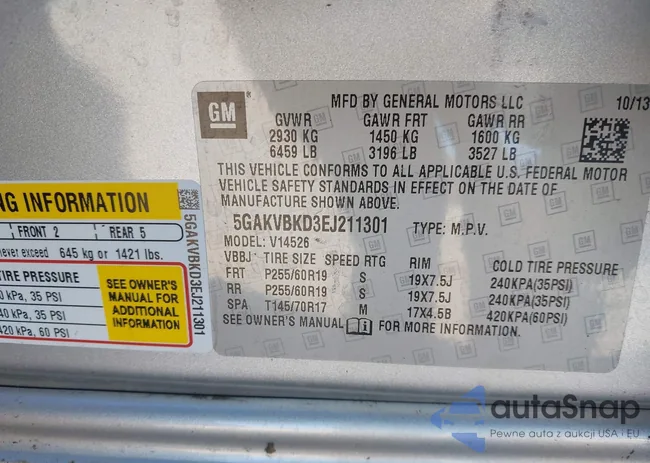 GM
MFD BY GENERAL MOTORS LLC 10/13
GVWR GAWR FRT GAWR RR
2930 KG 1450 KG 1600 KG
6459 LB 3196 LB 3527 LB
THIS VEHICLE CONFORMS TO ALL APPLICABLE U.S. FEDERAL MOTOR
VEHICLE SAFETY STANDARDS IN EFFECT ON THE DATE OF
MANUFACTURE SHOWN ABOVE.
5GAKVBKD3EJ211301 TYPE: M.P.V.
MODEL: V14526
VBBJ TIRE SIZE SPEED RTG RIM COLD TIRE PRESSURE
FRT P255/60R19 S 19X7.5J 240KPA(35PSI)
RR P255/60R19 S 19X7.5J 240KPA(35PSI)
SPA T145/70R17 M 17X4.5B 420KPA(60PSI)
SEE OWNER'S MANUAL FOR MORE INFORMATION.
INFORMATION
FRONT 2 REAR 5
never exceed 645 kg or 1421 lbs.
TIRE PRESSURE
kPa, 35 PSI
kPa, 35 PSI
420 kPa, 60 PSI
SEE OWNER'S
MANUAL FOR
ADDITIONAL
INFORMATION
5GAKVBKD3EJ211301
autaSnap
Pewne auta z aukcji USA i EU